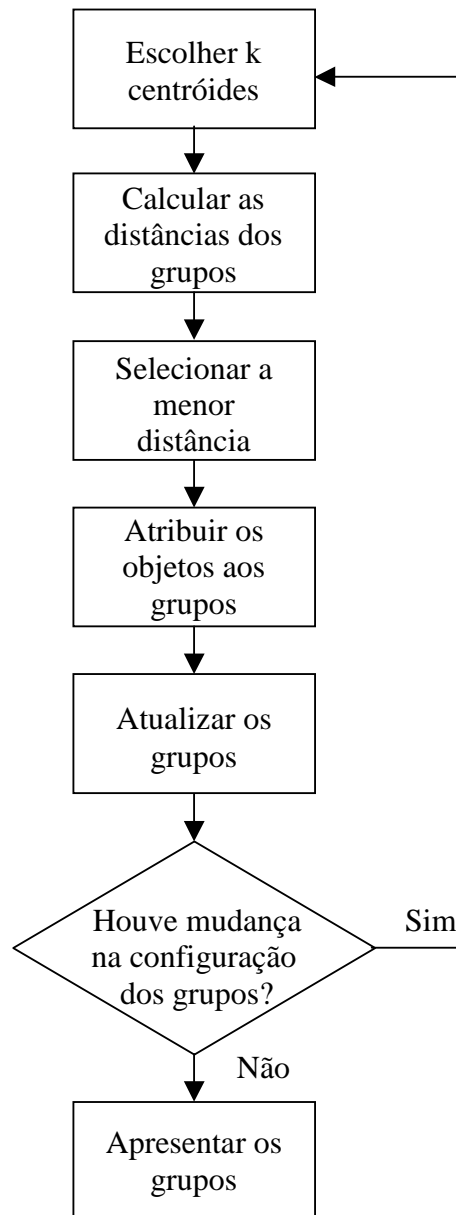 Escolher k
centróides
Calcular as
distâncias dos
grupos
Selecionar a
menor
distância
Atribuir os
objetos aos
grupos
Atualizar os
grupos
Houve mudança
na configuração
dos grupos?
Sim
Não
Apresentar os
grupos